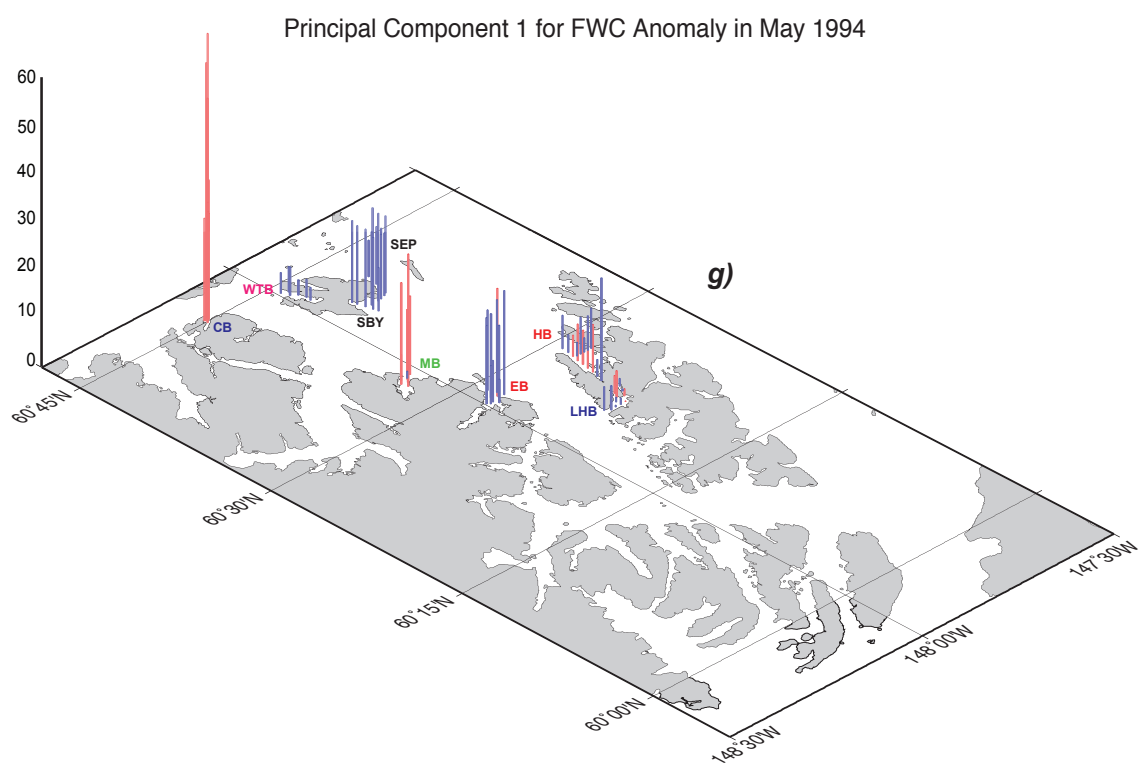 Principal Component 1 for FWC Anomaly in May 1994
60
50
40
30
20
10
0
SEP
g)
WTB
SBY
CB
HB
MB
EB
LHB
60°45'N
60°30'N
60°15'N
60°00'N
147°30'W
148°00'W
148°30'W